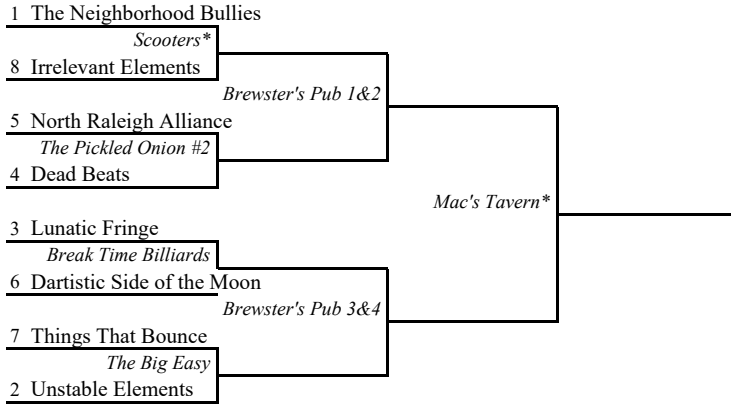 1 The Neighborhood Bullies
Scooters*
8 Irrelevant Elements
Brewster's Pub 1&2
5 North Raleigh Alliance
The Pickled Onion #2
4 Dead Beats
Mac's Tavern*
3 Lunatic Fringe
Break Time Billiards
6 Dartistic Side of the Moon
Brewster's Pub 3&4
7 Things That Bounce
The Big Easy
2 Unstable Elements